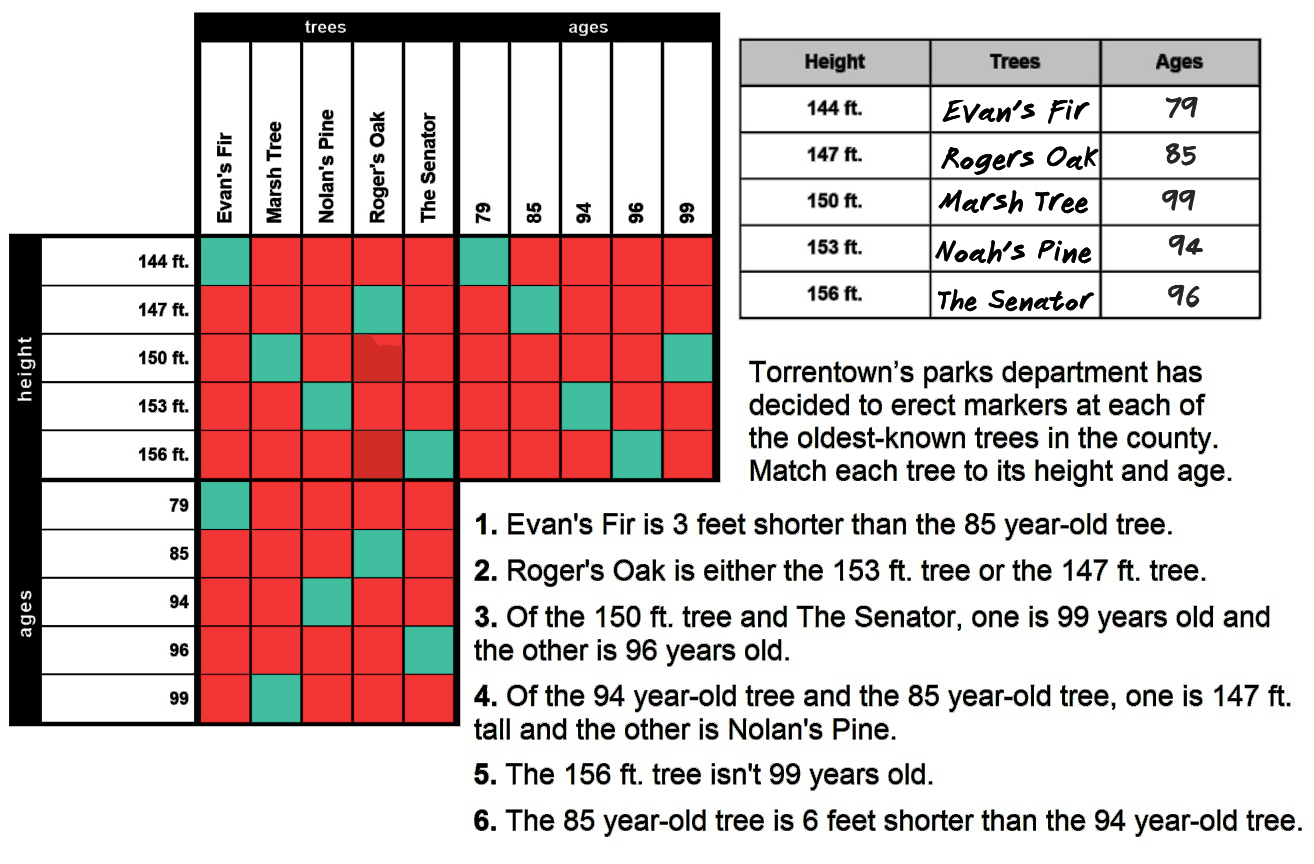 trees ages
Evan's Fir
Marsh Tree
Nolan's Pine
Roger's Oak
The Senator
79
85
94
96
99
height
144 ft.
147 ft.
150 ft.
153 ft.
156 ft.
ages
79
85
94
96
99
Height Trees Ages
144 ft. Evan's Fir 79
147 ft. Rogers Oak 85
150 ft. Marsh Tree 99
153 ft. Noah's Pine 94
156 ft. The Senator 96
Torrentown's parks department has
decided to erect markers at each of
the oldest-known trees in the county.
Match each tree to its height and age.
1. Evan's Fir is 3 feet shorter than the 85 year-old tree.
2. Roger's Oak is either the 153 ft. tree or the 147 ft. tree.
3. Of the 150 ft. tree and The Senator, one is 99 years old and
the other is 96 years old.
4. Of the 94 year-old tree and the 85 year-old tree, one is 147 ft.
tall and the other is Nolan's Pine.
5. The 156 ft. tree isn't 99 years old.
6. The 85 year-old tree is 6 feet shorter than the 94 year-old tree.